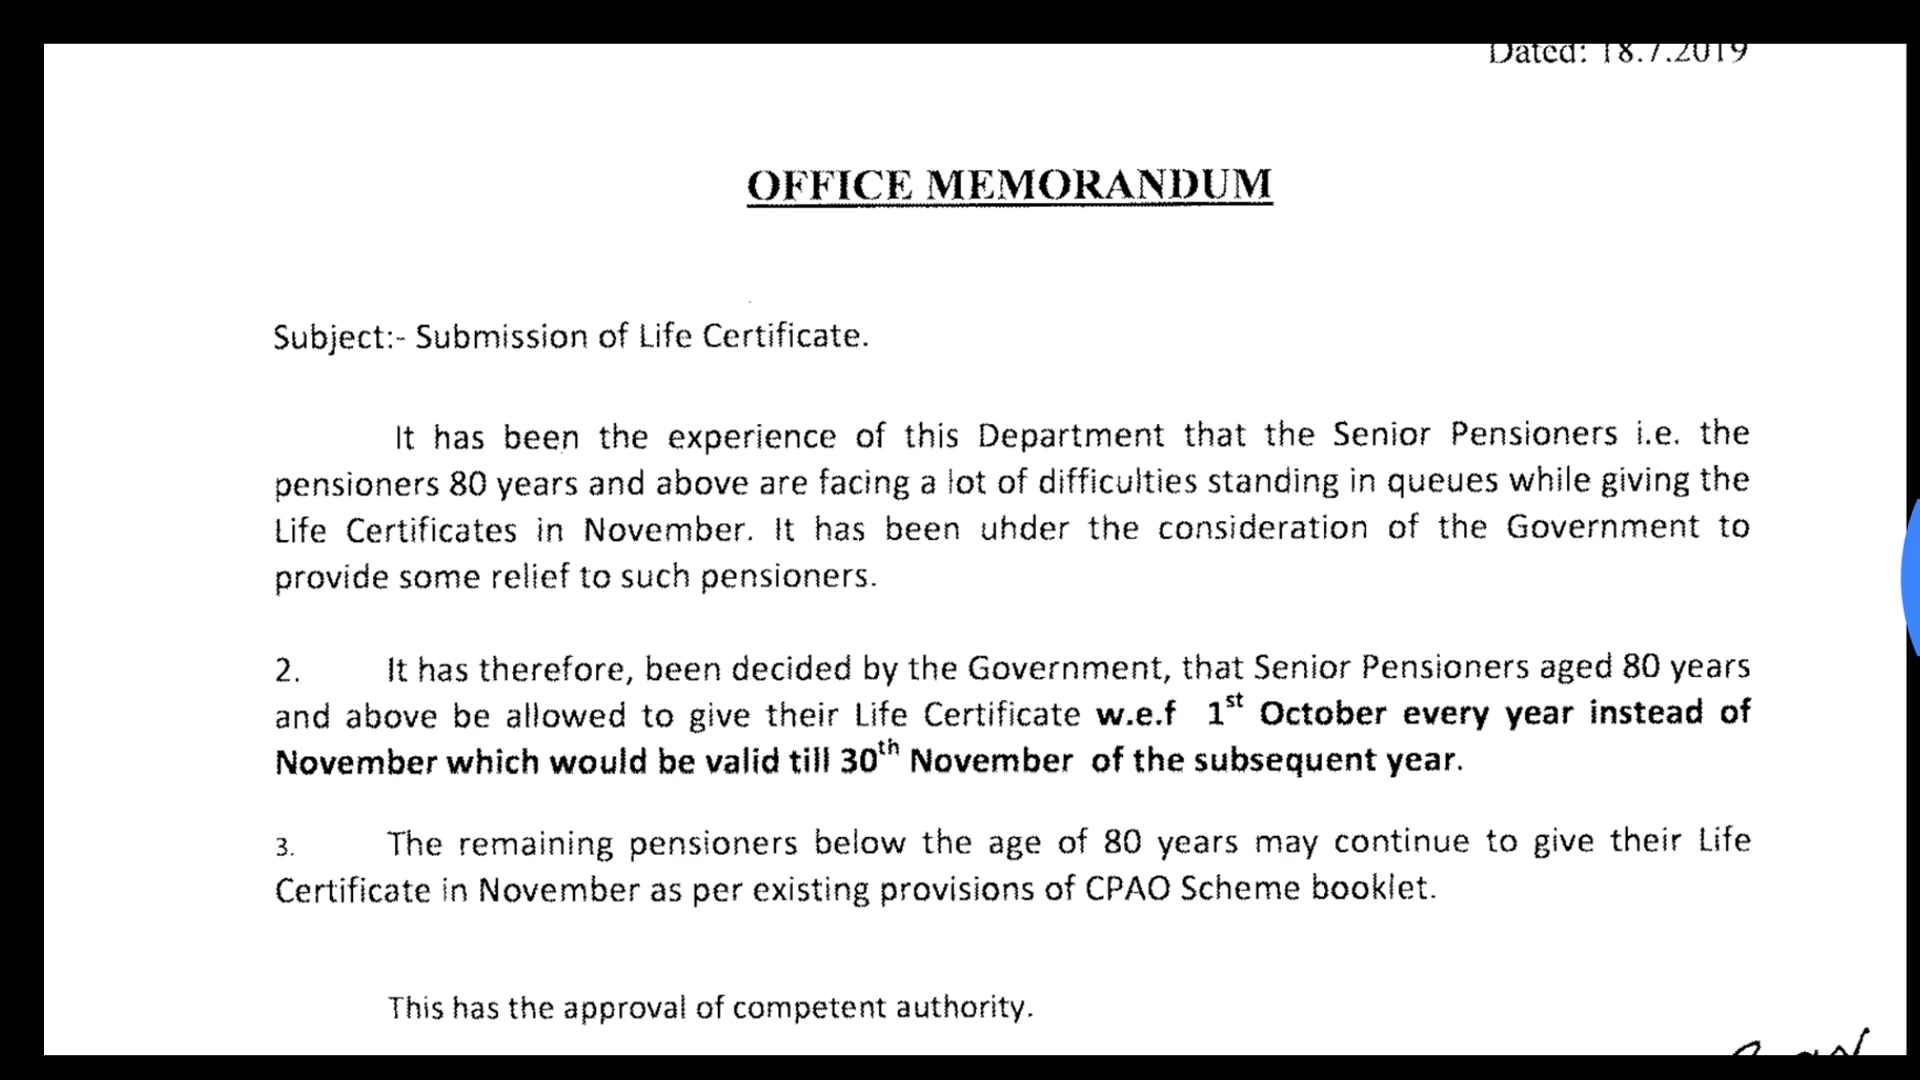 Dated: 18.7.2019
OFFICE MEMORANDUM
Subject:- Submission of Life Certificate.
It has been the experience of this Department that the Senior Pensioners i.e. the
pensioners 80 years and above are facing a lot of difficulties standing in queues while giving the
Life Certificates in November. It has been uhder the consideration of the Government to
provide some relief to such pensioners.
2. It has therefore, been decided by the Government, that Senior Pensioners aged 80 years
and above be allowed to give their Life Certificate w.e.f 1st October every year instead of
November which would be valid till 30th November of the subsequent year.
3. The remaining pensioners below the age of 80 years may continue to give their Life
Certificate in November as per existing provisions of CPAO Scheme booklet.
This has the approval of competent authority.